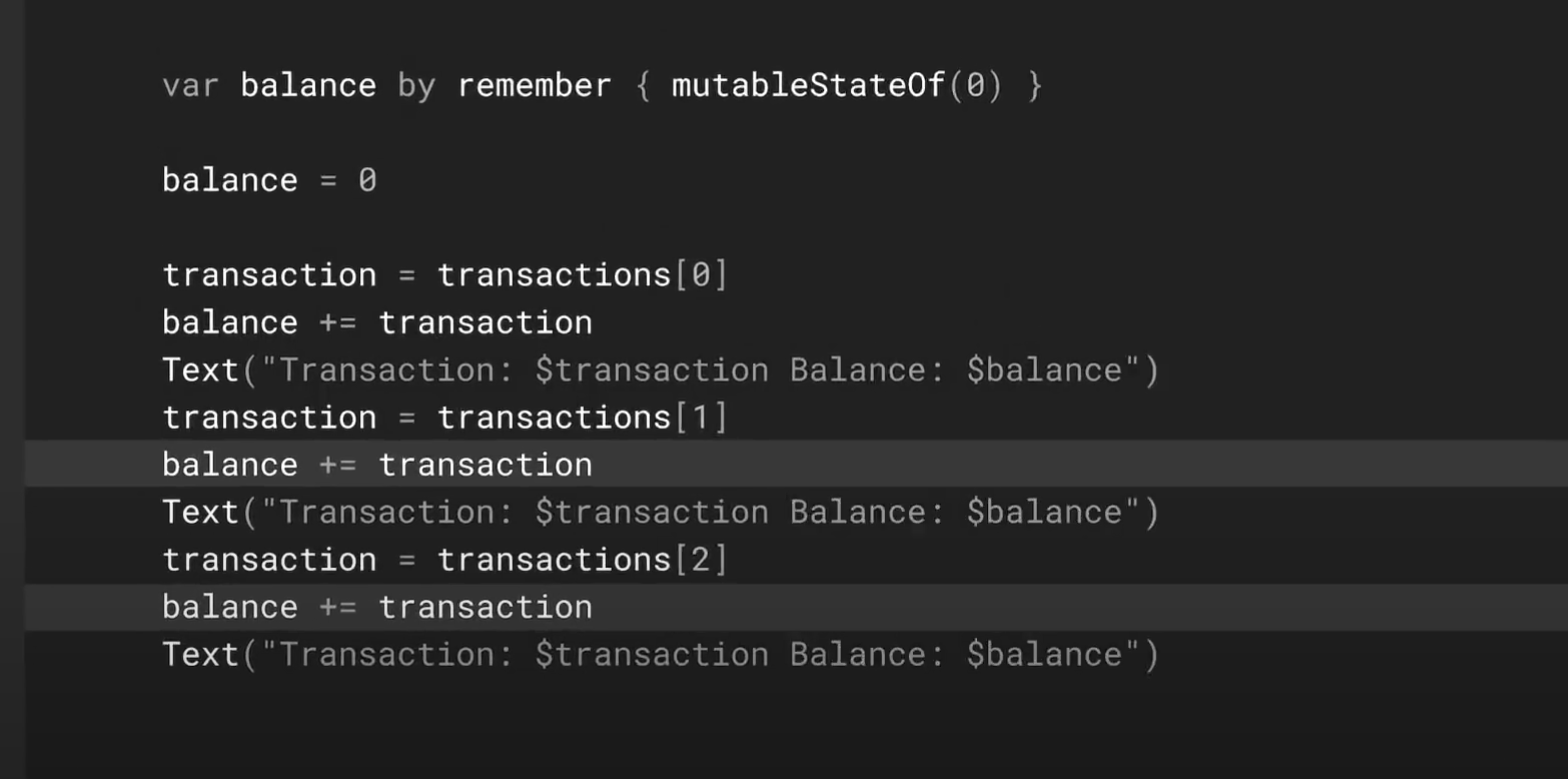 var balance by remember { mutableStateOf(0) }
balance = 0
transaction = transactions[0]
balance += transaction
Text("Transaction: $transaction Balance: $balance")
transaction = transactions[1]
balance += transaction
Text("Transaction: $transaction Balance: $balance")
transaction = transactions[2]
balance += transaction
Text("Transaction: $transaction Balance: $balance")